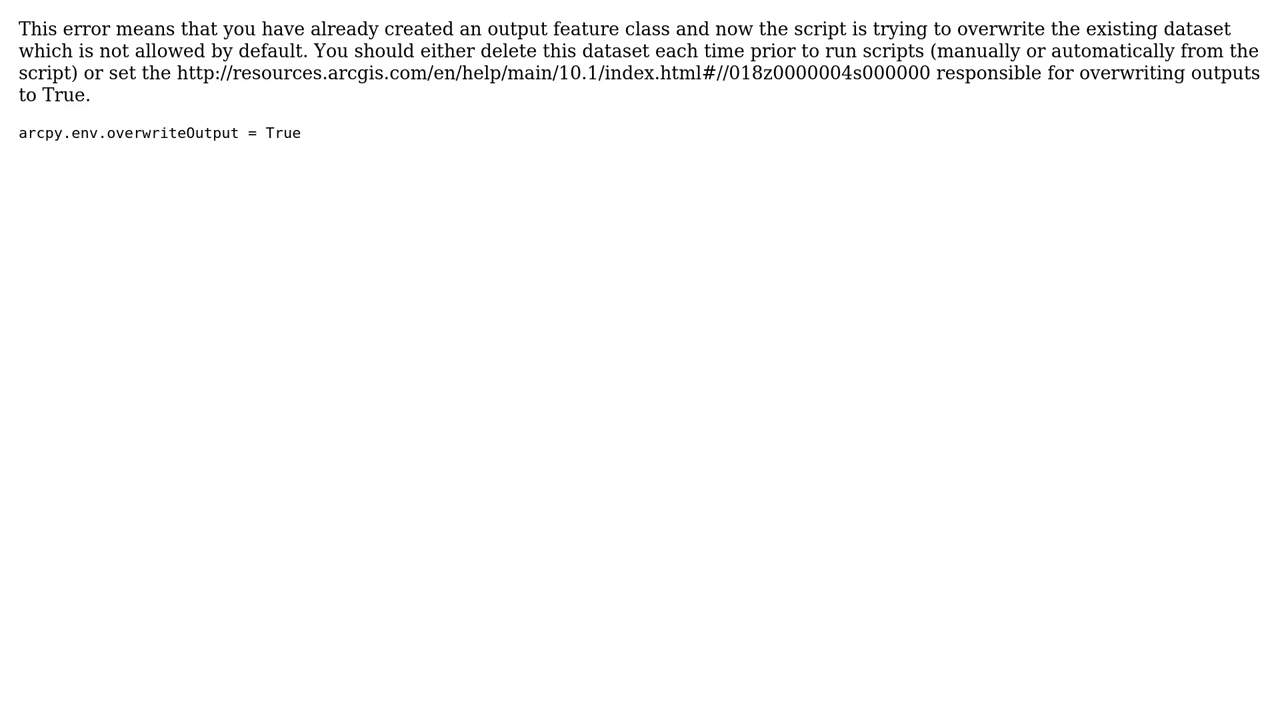 This error means that you have already created an output feature class and now the script is trying to overwrite the existing dataset
which is not allowed by default. You should either delete this dataset each time prior to run scripts (manually or automatically from the
script) or set the http://resources.arcgis.com/en/help/main/10.1/index.html#//018z0000004s000000 responsible for overwriting outputs
to True.
arcpy.env.overwriteOutput = True